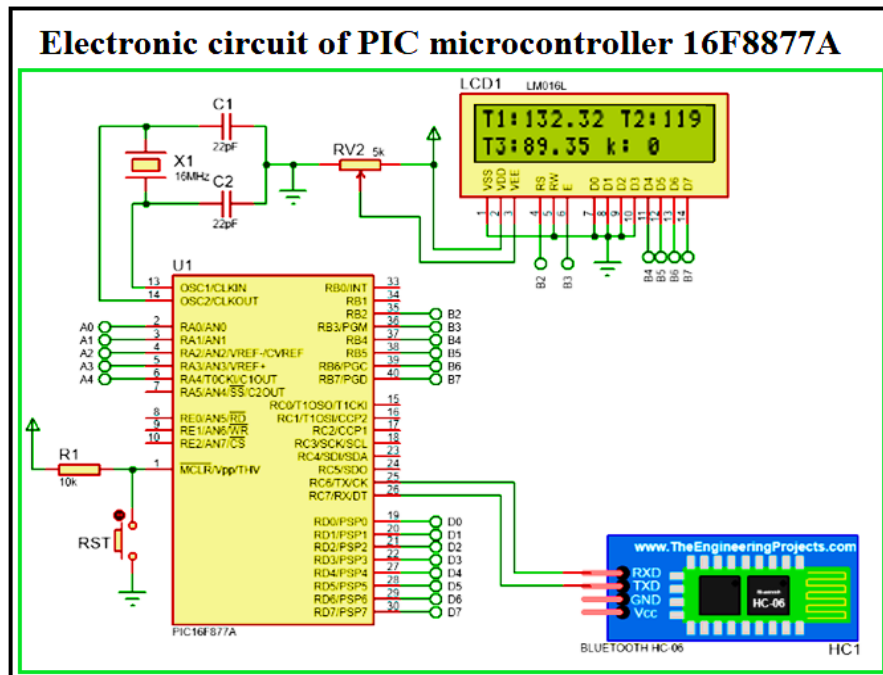 Electronic circuit of PIC microcontroller 16F8877A
LCD1
LM016L
T1:132.32 T2:119
T3:89.35 k: 0
VSS VDD VEE RS RW E D0 D1 D2 D3 D4 D5 D6 D7
1 2 3 4 5 6 7 8 9 10 11 12 13 14
B2 B3 B4 B5 B6 B7
C1
22pF
X1
16MHz
C2
22pF
RV2 5k
U1
13 OSC1/CLKIN RB0/INT 33
14 OSC2/CLKOUT RB1 34
RB2 35 B2
A0 2 RA0/AN0 RB3/PGM 36 B3
A1 3 RA1/AN1 RB4 37 B4
A2 4 RA2/AN2/VREF-/CVREF RB5 38 B5
A3 5 RA3/AN3/VREF+ RB6/PGC 39 B6
A4 6 RA4/T0CKI/C1OUT RB7/PGD 40 B7
7 RA5/AN4/SS/C2OUT
RC0/T1OSO/T1CKI 15
8 RE0/AN5/RD RC1/T1OSI/CCP2 16
9 RE1/AN6/WR RC2/CCP1 17
10 RE2/AN7/CS RC3/SCK/SCL 18
RC4/SDI/SDA 23
1 MCLR/Vpp/THV RC5/SDO 24
RC6/TX/CK 25
RC7/RX/DT 26
RD0/PSP0 19 D0
RD1/PSP1 20 D1
RD2/PSP2 21 D2
RD3/PSP3 22 D3
RD4/PSP4 27 D4
RD5/PSP5 28 D5
RD6/PSP6 29 D6
RD7/PSP7 30 D7
PIC16F877A
R1
10k
RST
www.TheEngineeringProjects.com
RXD
TXD
GND
Vcc
HC-06
BLUETOOTH HC-06
HC1